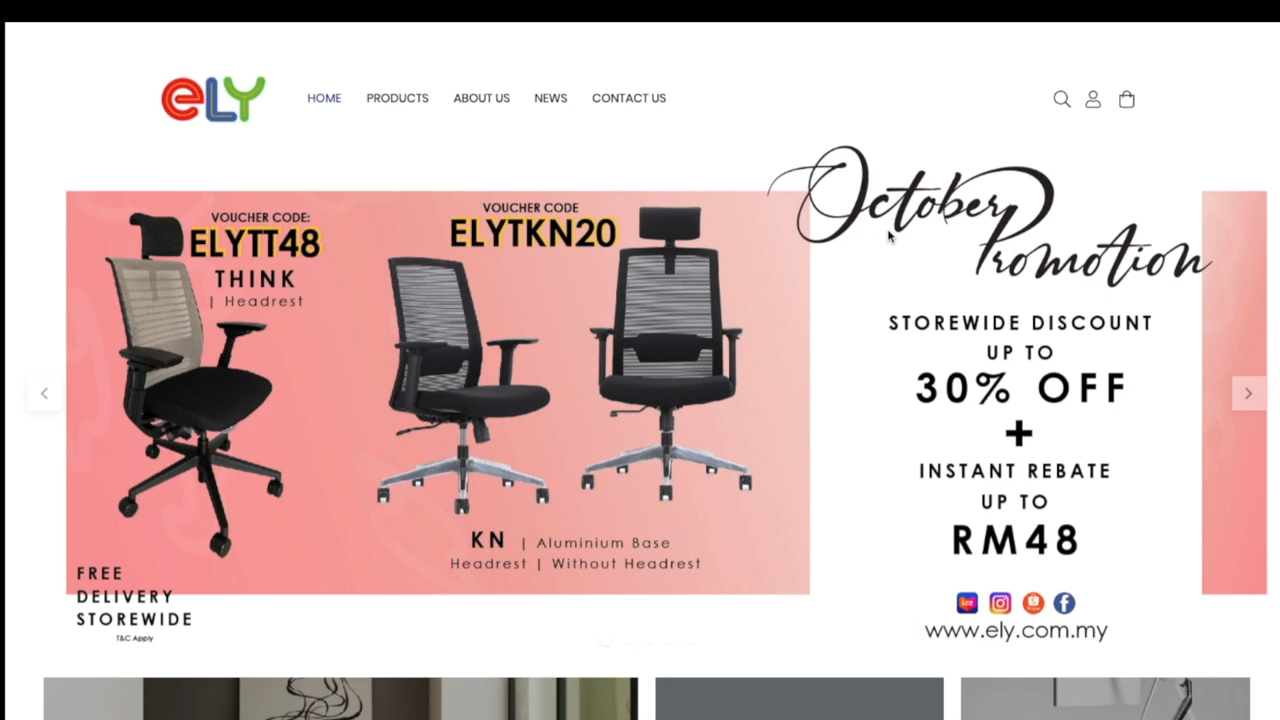 eLY
HOME
PRODUCTS
ABOUT US
NEWS
CONTACT US
October
Promotion
VOUCHER CODE:
ELYTT48
THINK
| Headrest
VOUCHER CODE
ELYTKN20
KN | Aluminium Base
Headrest | Without Headrest
FREE
DELIVERY
STOREWIDE
T&C Apply
STOREWIDE DISCOUNT
UP TO
30% OFF
+
INSTANT REBATE
UP TO
RM48
www.ely.com.my